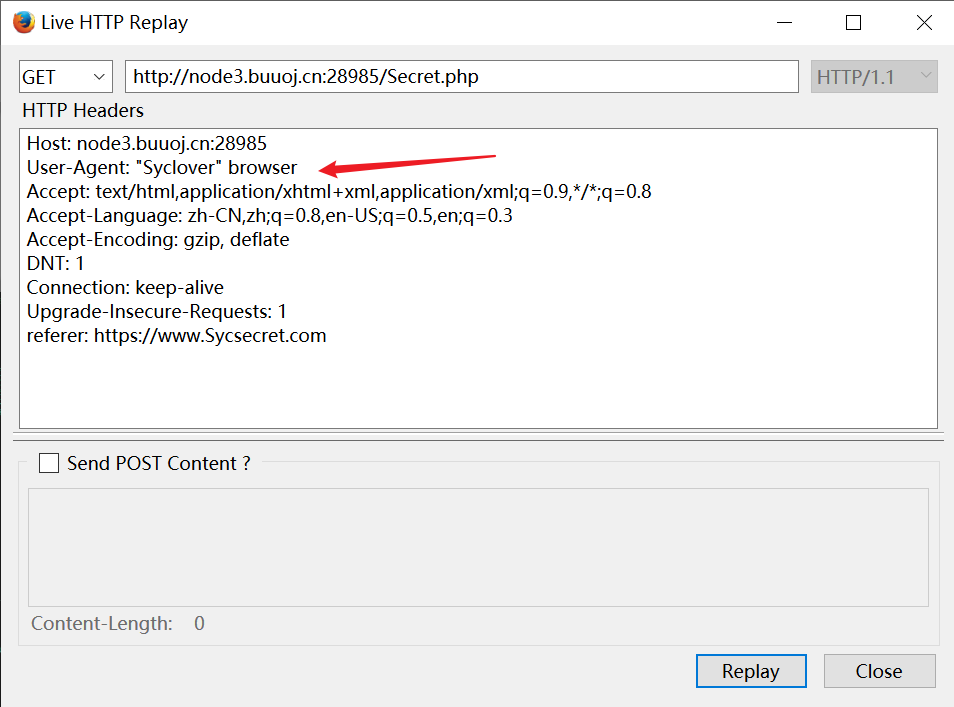 Live HTTP Replay
GET http://node3.buuoj.cn:28985/Secret.php HTTP/1.1
HTTP Headers
Host: node3.buuoj.cn:28985
User-Agent: "Syclover" browser
Accept: text/html,application/xhtml+xml,application/xml;q=0.9,*/*;q=0.8
Accept-Language: zh-CN,zh;q=0.8,en-US;q=0.5,en;q=0.3
Accept-Encoding: gzip, deflate
DNT: 1
Connection: keep-alive
Upgrade-Insecure-Requests: 1
referer: https://www.Sycsecret.com
Send POST Content ?
Content-Length: 0
Replay Close